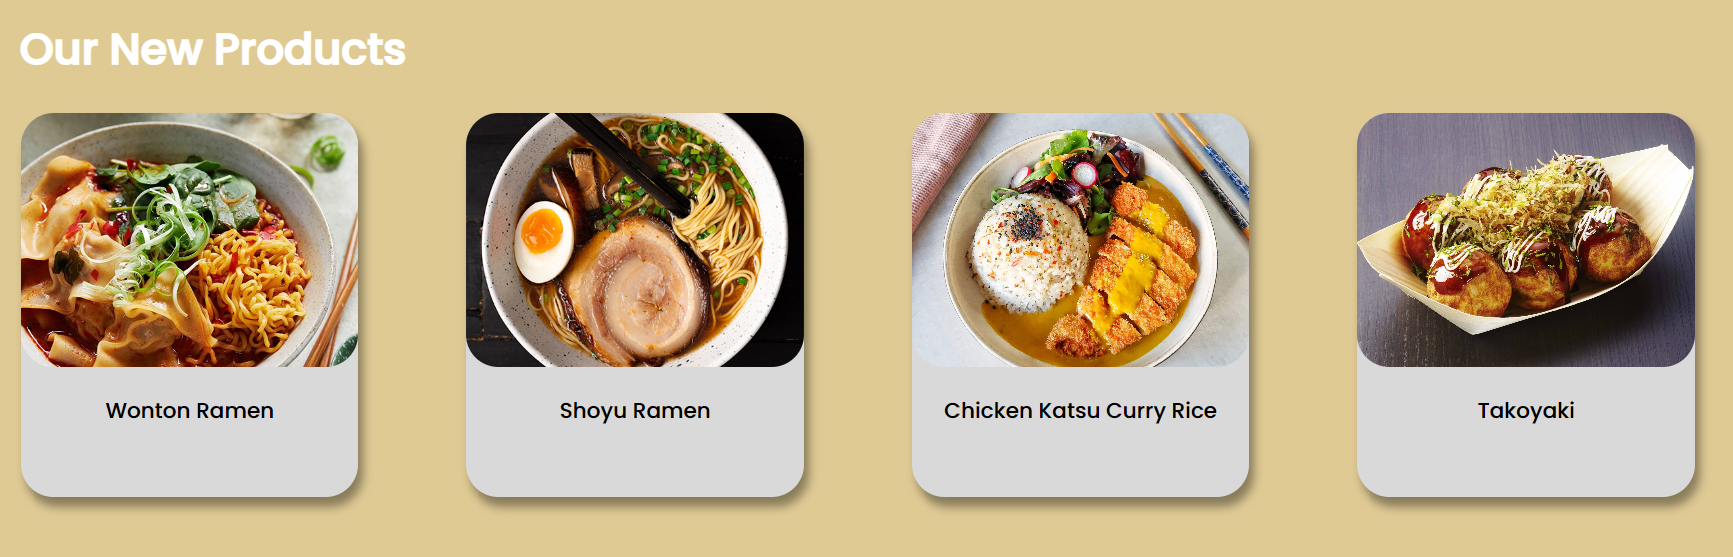 Our New Products
Wonton Ramen
Shoyu Ramen
Chicken Katsu Curry Rice
Takoyaki